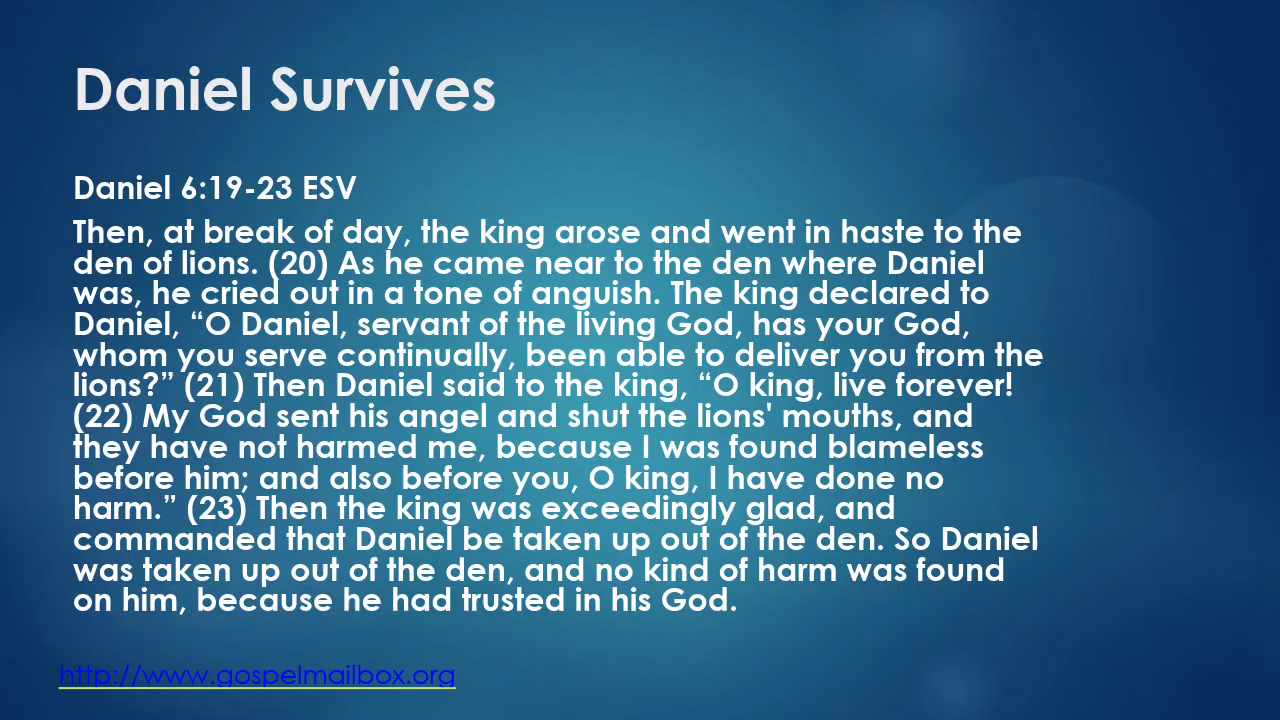 Daniel Survives
Daniel 6:19-23 ESV
Then, at break of day, the king arose and went in haste to the
den of lions. (20) As he came near to the den where Daniel
was, he cried out in a tone of anguish. The king declared to
Daniel, “O Daniel, servant of the living God, has your God,
whom you serve continually, been able to deliver you from the
lions?” (21) Then Daniel said to the king, “O king, live forever!
(22) My God sent his angel and shut the lions' mouths, and
they have not harmed me, because I was found blameless
before him; and also before you, O king, I have done no
harm.” (23) Then the king was exceedingly glad, and
commanded that Daniel be taken up out of the den. So Daniel
was taken up out of the den, and no kind of harm was found
on him, because he had trusted in his God.
http://www.gospelmailbox.org